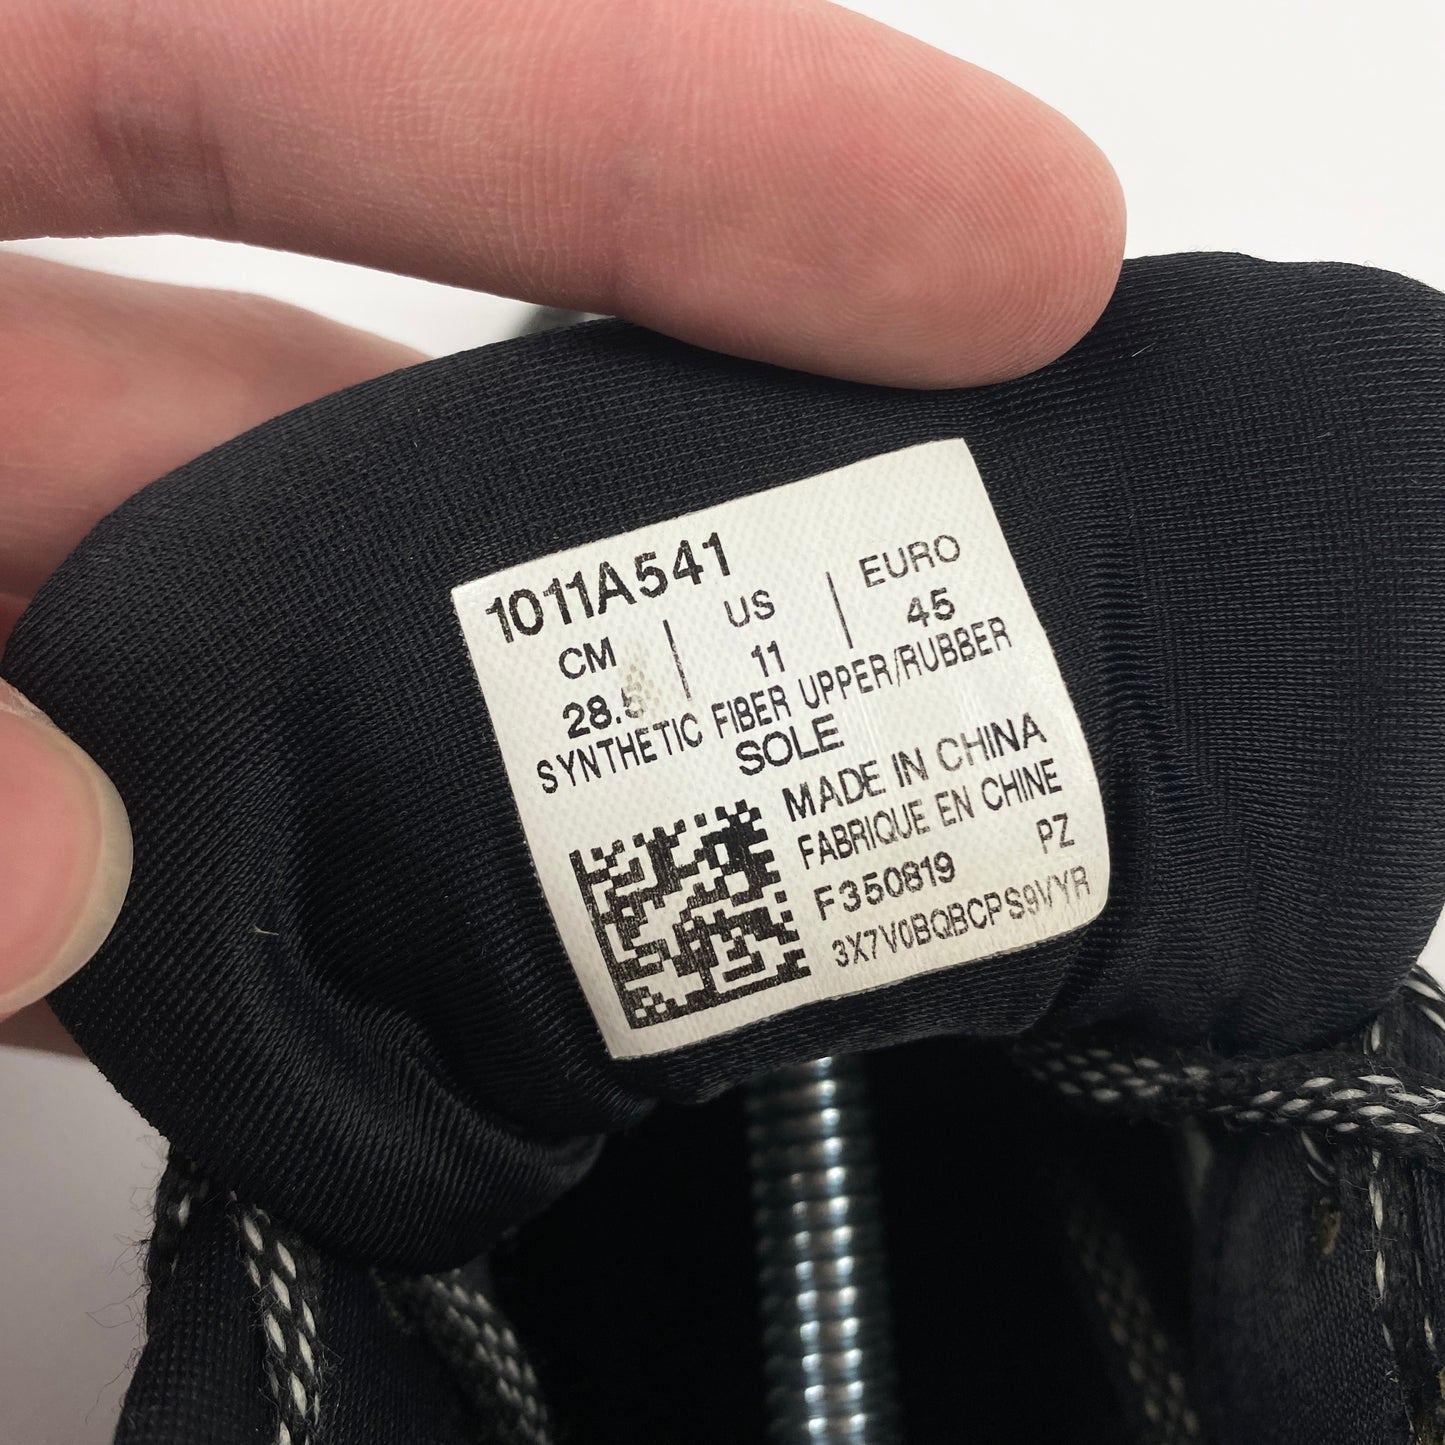 1011A541
CM | US | EURO
28.5 11 45
SYNTHETIC FIBER UPPER/RUBBER
SOLE
MADE IN CHINA
FABRIQUE EN CHINE
F350819 PZ
3X7V0BQBCPS9VYR